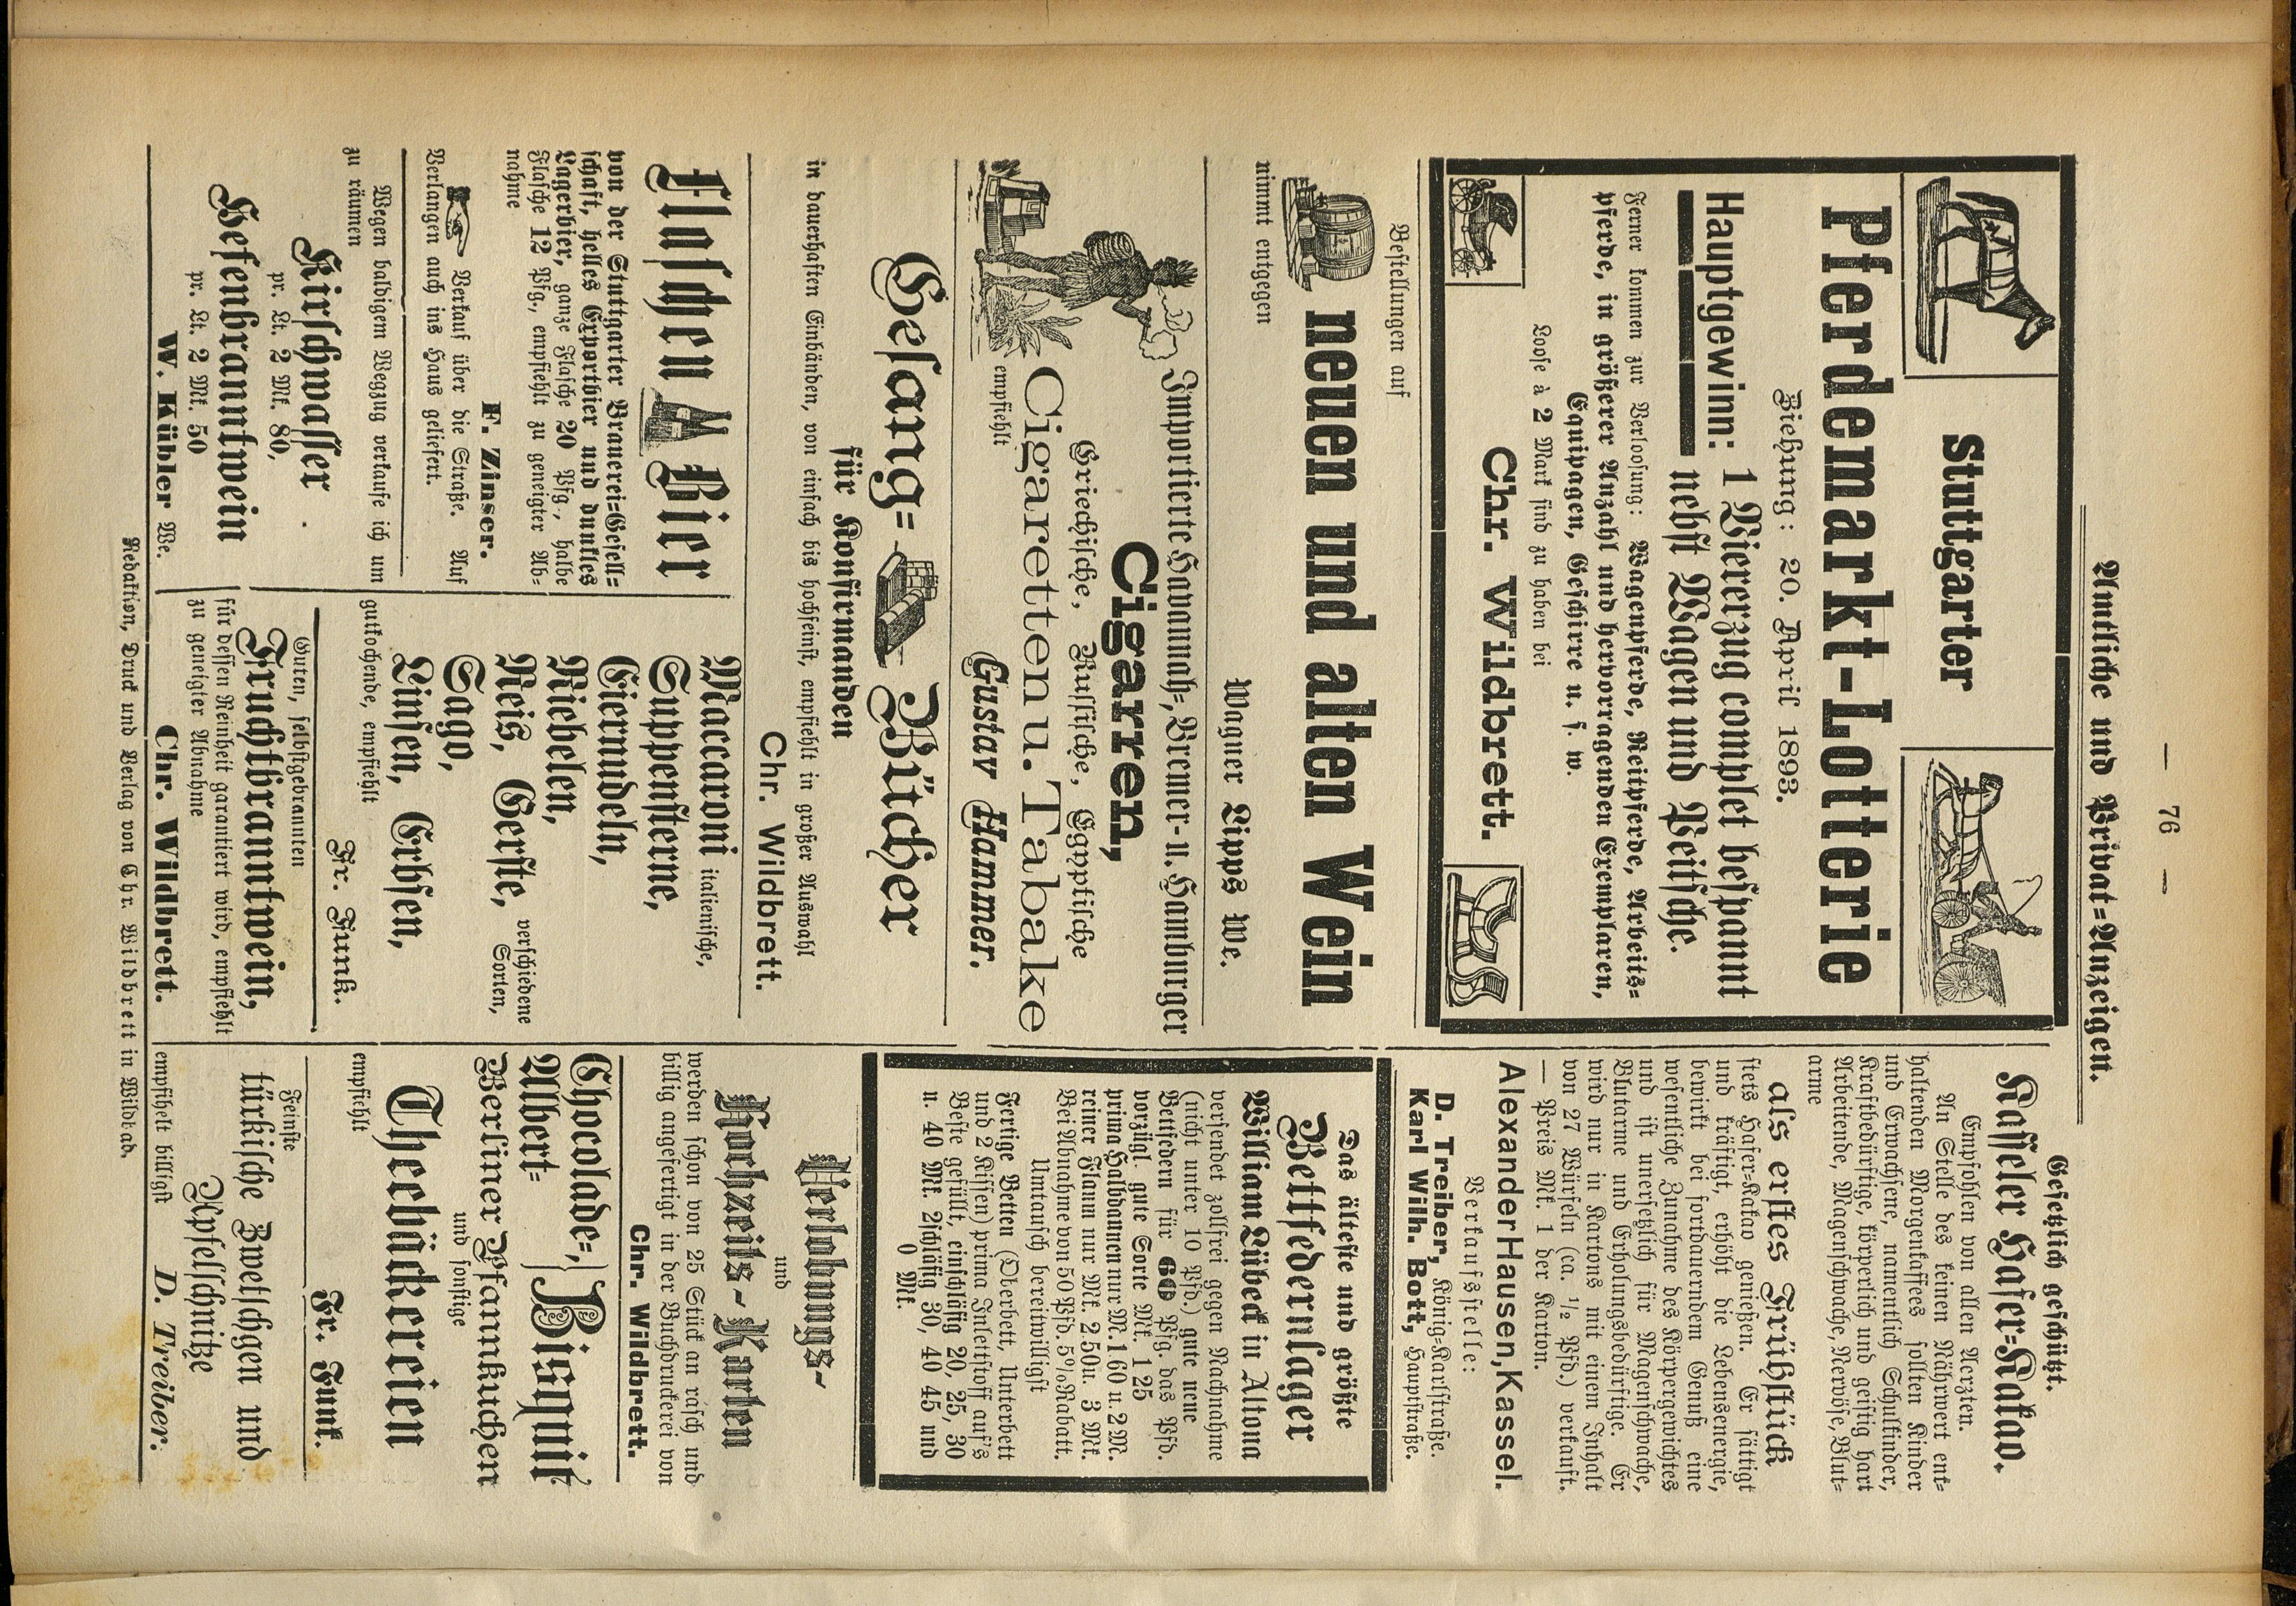 — 76 —
Amtliche und Privat=Anzeigen.
Stuttgarter
Pferdemarkt-Lotterie
Ziehung: 20. April 1893.
Hauptgewinn: 1 Viererzug complet bespannt
nebst Wagen und Peitsche.
Ferner kommen zur Verloosung: Wagenpferde, Reitpferde, Arbeits=
pferde, in größerer Anzahl und hervorragenden Exemplaren,
Equipagen, Geschirre u. s. w.
Loose à 2 Mark sind zu haben bei
Chr. Wildbrett.
Bestellungen auf
neuen und alten Wein
nimmt entgegen
Wagner Tipps We.
Importierte Havannah=, Bremer- u. Hamburger
Cigarren,
Griechische, Russische, Egyptische
Cigaretten u. Tabake
empfiehlt
Gustav Hammer.
Gesang= Bücher
für Konfirmanden
in dauerhaften Einbänden, von einfach bis hochfeinst, empfiehlt in großer Auswahl
Chr. Wildbrett.
Flaschen Bier
von der Stuttgarter Brauerei=Gesell=
schaft, helles Exportbier und dunkles
Lagerbier, ganze Flasche 20 Pfg., halbe
Flasche 12 Pfg., empfiehlt zu geneigter Ab=
nahme
F. Zinser.
Verkauf über die Straße. Auf
Verlangen auch ins Haus geliefert.
Wegen baldigem Wegzug verkaufe ich um
zu räumen
Kirschwasser
pr. Lt. 2 Mk. 80,
Hefenbranntwein
pr. Lt. 2 Mk. 50
W. Kübler We.
Maccaroni italienische,
Suppensterne,
Eiernudeln,
Riebelen,
Reis, Gerste, verschiedene
Sorten,
Sago,
Linsen, Erbsen,
gutkochende, empfiehlt
Fr. Funk.
Guten, selbstgebrannten
Fruchtbranntwein,
für dessen Reinheit garantiert wird, empfiehlt
zu geneigter Abnahme
Chr. Wildbrett.
Gesetzlich geschützt.
Kasseler Hafer=Kakao.
Empfohlen von allen Aerzten.
An Stelle des keinen Nährwert ent=
haltenden Morgenkaffees sollten Kinder
und Erwachsene, namentlich Schulkinder,
Kraftbedürftige, körperlich und geistig hart
Arbeitende, Magenschwache, Nervöse, Blut=
arme
als erstes Frühstück
stets Hafer=Kakao genießen. Er sättigt
und kräftigt, erhöht die Lebensenergie,
bewirkt bei fortdauerndem Genuß eine
wesentliche Zunahme des Körpergewichtes
und ist unersetzlich für Magenschwache,
Blutarme und Erholungsbedürftige. Er
wird nur in Kartons mit einem Inhalt
von 27 Würfeln (ca. ½ Pfd.) verkauft.
— Preis Mk. 1 der Karton.
Alexander Hausen, Kassel.
Verkaufsstelle:
D. Treiber, König=Karlstraße.
Karl Wilh. Bott, Hauptstraße.
Das älteste und größte
Bettfedernlager
William Lübeck in Altona
versendet zollfrei gegen Nachnahme
(nicht unter 10 Pfd.) gute neue
Bettfedern für 60 Pfg. das Pfd.
vorzügl. gute Sorte Mk. 1 25
prima Halbdaunen nur M. 1 60 u. 2 M.
reiner Flaum nur Mk. 2 50 u. 3 Mk.
Bei Abnahme von 50 Pfd. 5% Rabatt.
Umtausch bereitwilligst
Fertige Betten (Oberbett, Unterbett
und 2 Kissen) prima Inlettstoff auf's
Beste gefüllt, einschläfig 20, 25, 30
u. 40 Mk. 2schläfig 30, 40 45 und
0 Mk.
Verlobungs-
und
Hochzeits-Karten
werden schon von 25 Stück an rasch und
billig angefertigt in der Buchdruckerei von
Chr. Wildbrett.
Chocolade=,
Albert=
Bisquit
Berliner Pfannkuchen
und sonstige
Theebäckereien
empfiehlt
Fr. Funk.
Feinste
türkische Zwetschgen und
Apfelschnitze
empfiehlt billigst
D. Treiber.
Redaktion, Druck und Verlag von Chr. Wildbrett in Wildbad.